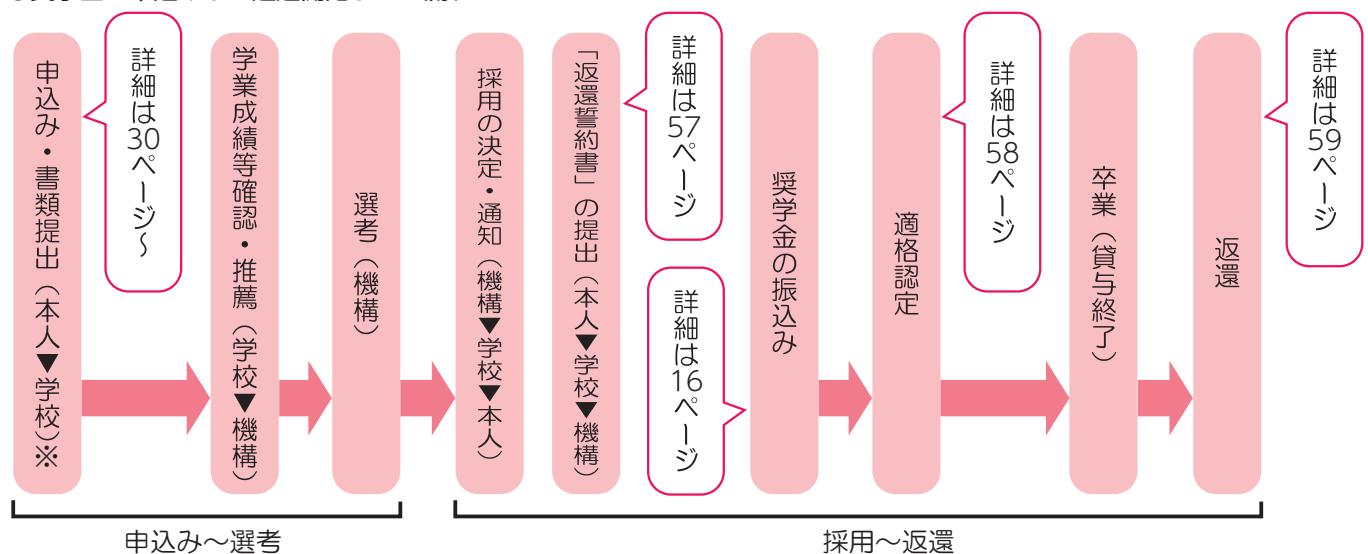 申込み・書類提出（本人▼学校）※
詳細は30ページ～
学業成績等確認・推薦（学校▼機構）
選考（機構）
採用の決定・通知（機構▼学校▼本人）
「返還誓約書」の提出（本人▼学校▼機構）
詳細は57ページ
詳細は16ページ
奨学金の振込み
適格認定
詳細は58ページ
卒業（貸与終了）
返還
詳細は59ページ
申込み～選考
採用～返還